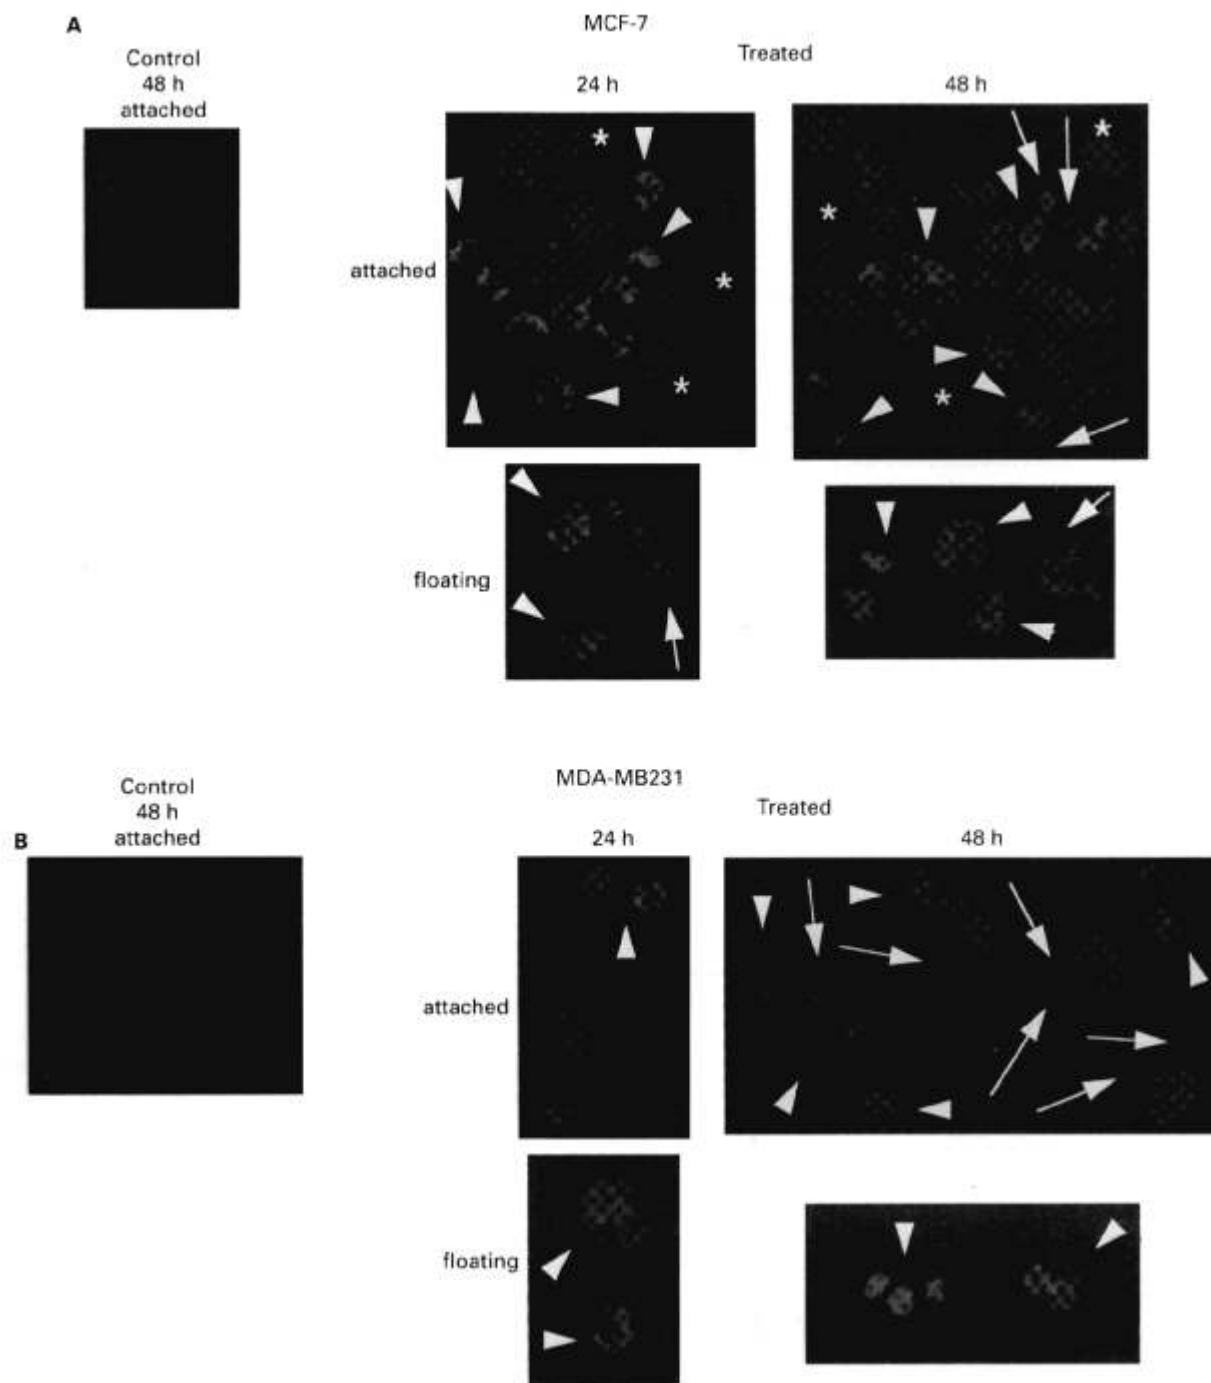 A
MCF-7
Control
48 h
attached
Treated
24 h
48 h
attached
*
*
*
*
*
*
floating
MDA-MB231
Control
48 h
attached
Treated
B
24 h
48 h
attached
floating